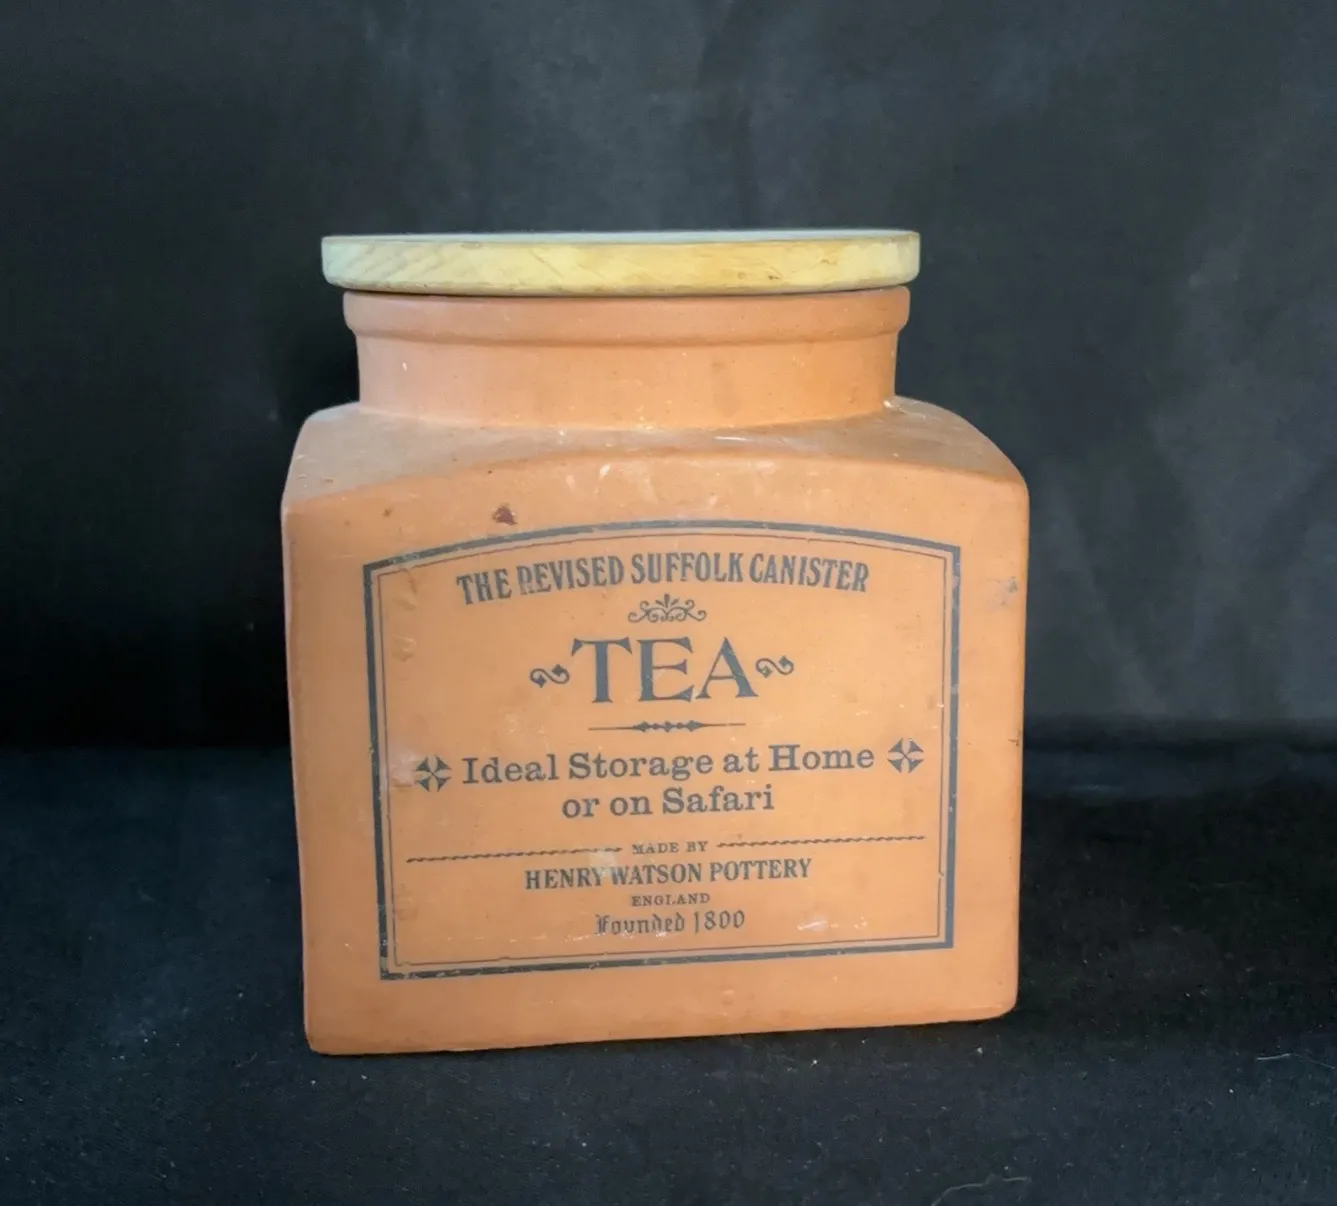 THE REVISED SUFFOLK CANISTER
TEA
Ideal Storage at Home
or on Safari
MADE BY
HENRY WATSON POTTERY
ENGLAND
Founded 1800